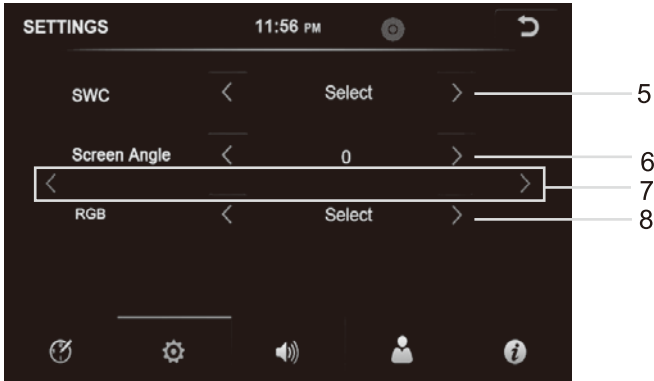 SETTINGS 11:56 PM
SWC Select 5
Screen Angle 0 6
7
RGB Select 8